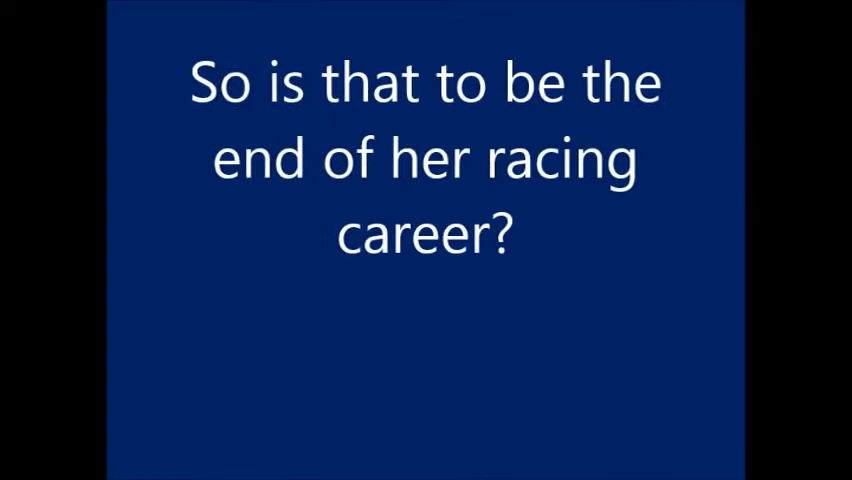 So is that to be the
end of her racing
career?